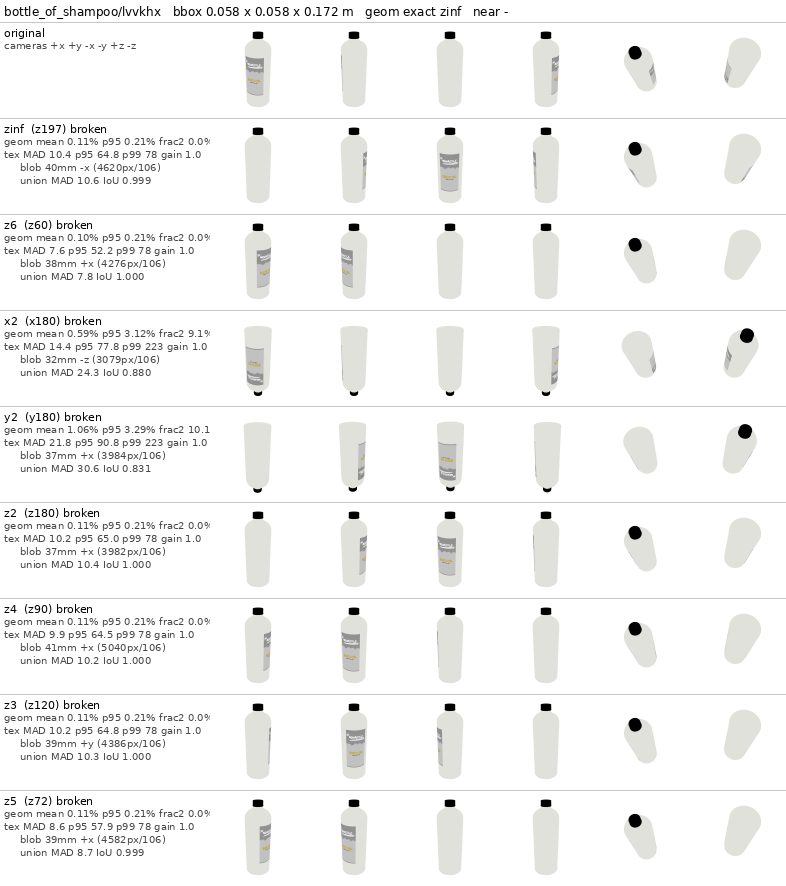 bottle_of_shampoo/lvvkhx bbox 0.058 x 0.058 x 0.172 m geom exact zinf near -
original
cameras +x +y -x -y +z -z
zinf (z197) broken
geom mean 0.11% p95 0.21% frac2 0.0%
tex MAD 10.4 p95 64.8 p99 78 gain 1.0
blob 40mm -x (4620px/106)
union MAD 10.6 IoU 0.999
z6 (z60) broken
geom mean 0.10% p95 0.21% frac2 0.0%
tex MAD 7.6 p95 52.2 p99 78 gain 1.0
blob 38mm +x (4276px/106)
union MAD 7.8 IoU 1.000
x2 (x180) broken
geom mean 0.59% p95 3.12% frac2 9.1%
tex MAD 14.4 p95 77.8 p99 223 gain 1.0
blob 32mm -z (3079px/106)
union MAD 24.3 IoU 0.880
y2 (y180) broken
geom mean 1.06% p95 3.29% frac2 10.1
tex MAD 21.8 p95 90.8 p99 223 gain 1.0
blob 37mm +x (3984px/106)
union MAD 30.6 IoU 0.831
z2 (z180) broken
geom mean 0.11% p95 0.21% frac2 0.0%
tex MAD 10.2 p95 65.0 p99 78 gain 1.0
blob 37mm +x (3982px/106)
union MAD 10.4 IoU 1.000
z4 (z90) broken
geom mean 0.11% p95 0.21% frac2 0.0%
tex MAD 9.9 p95 64.5 p99 78 gain 1.0
blob 41mm +x (5040px/106)
union MAD 10.2 IoU 1.000
z3 (z120) broken
geom mean 0.11% p95 0.21% frac2 0.0%
tex MAD 10.2 p95 64.8 p99 78 gain 1.0
blob 39mm +y (4386px/106)
union MAD 10.3 IoU 1.000
z5 (z72) broken
geom mean 0.11% p95 0.21% frac2 0.0%
tex MAD 8.6 p95 57.9 p99 78 gain 1.0
blob 39mm +x (4582px/106)
union MAD 8.7 IoU 0.999